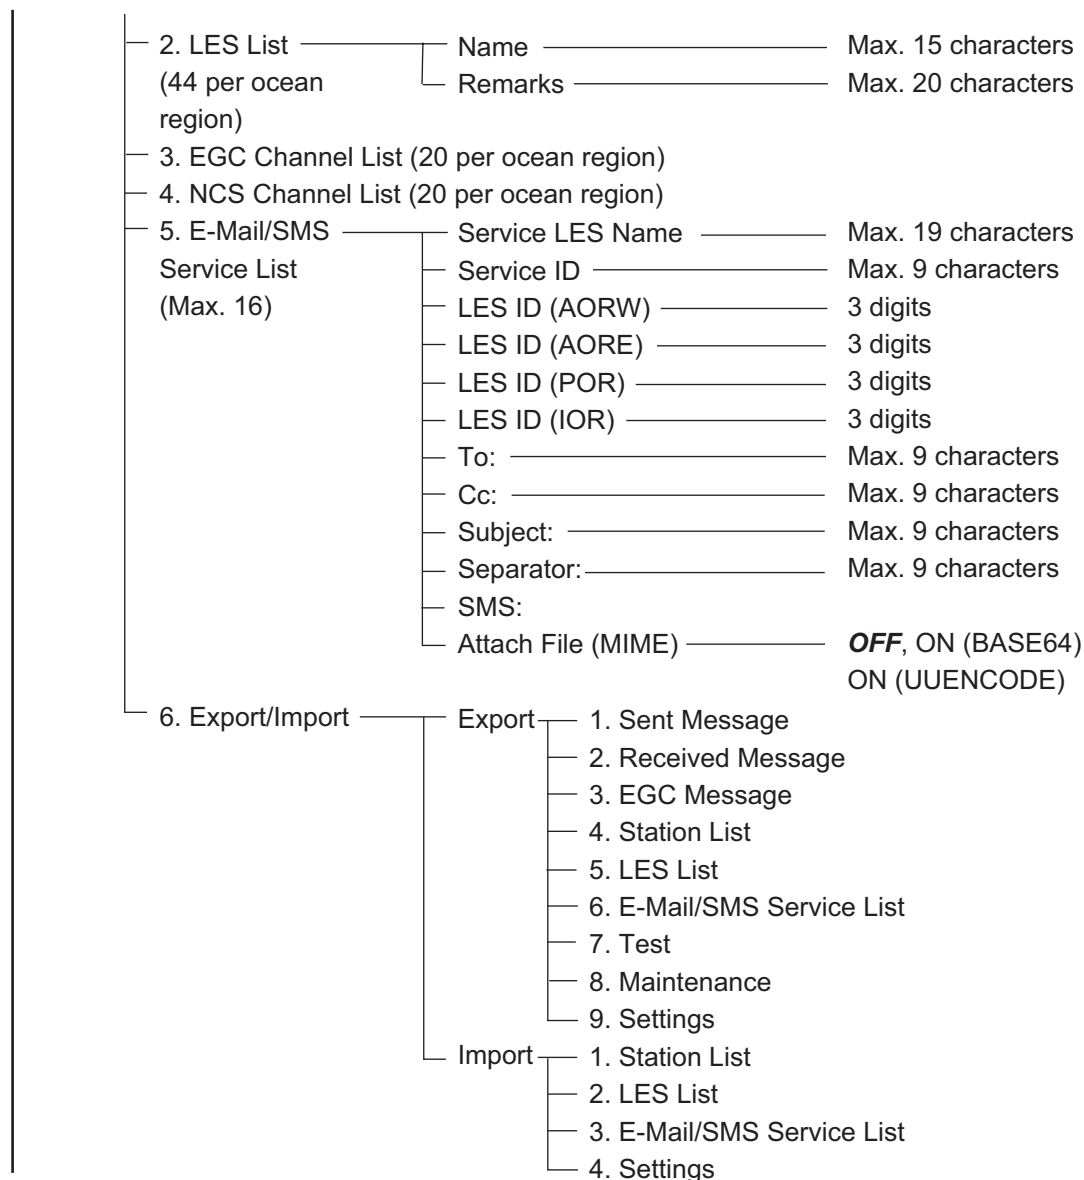 2. LES List Name Max. 15 characters
(44 per ocean Remarks Max. 20 characters
region)
3. EGC Channel List (20 per ocean region)
4. NCS Channel List (20 per ocean region)
5. E-Mail/SMS Service LES Name Max. 19 characters
Service List Service ID Max. 9 characters
(Max. 16) LES ID (AORW) 3 digits
LES ID (AORE) 3 digits
LES ID (POR) 3 digits
LES ID (IOR) 3 digits
To: Max. 9 characters
Cc: Max. 9 characters
Subject: Max. 9 characters
Separator: Max. 9 characters
SMS:
Attach File (MIME) OFF, ON (BASE64)
ON (UUENCODE)
6. Export/Import Export 1. Sent Message
2. Received Message
3. EGC Message
4. Station List
5. LES List
6. E-Mail/SMS Service List
7. Test
8. Maintenance
9. Settings
Import 1. Station List
2. LES List
3. E-Mail/SMS Service List
4. Settings